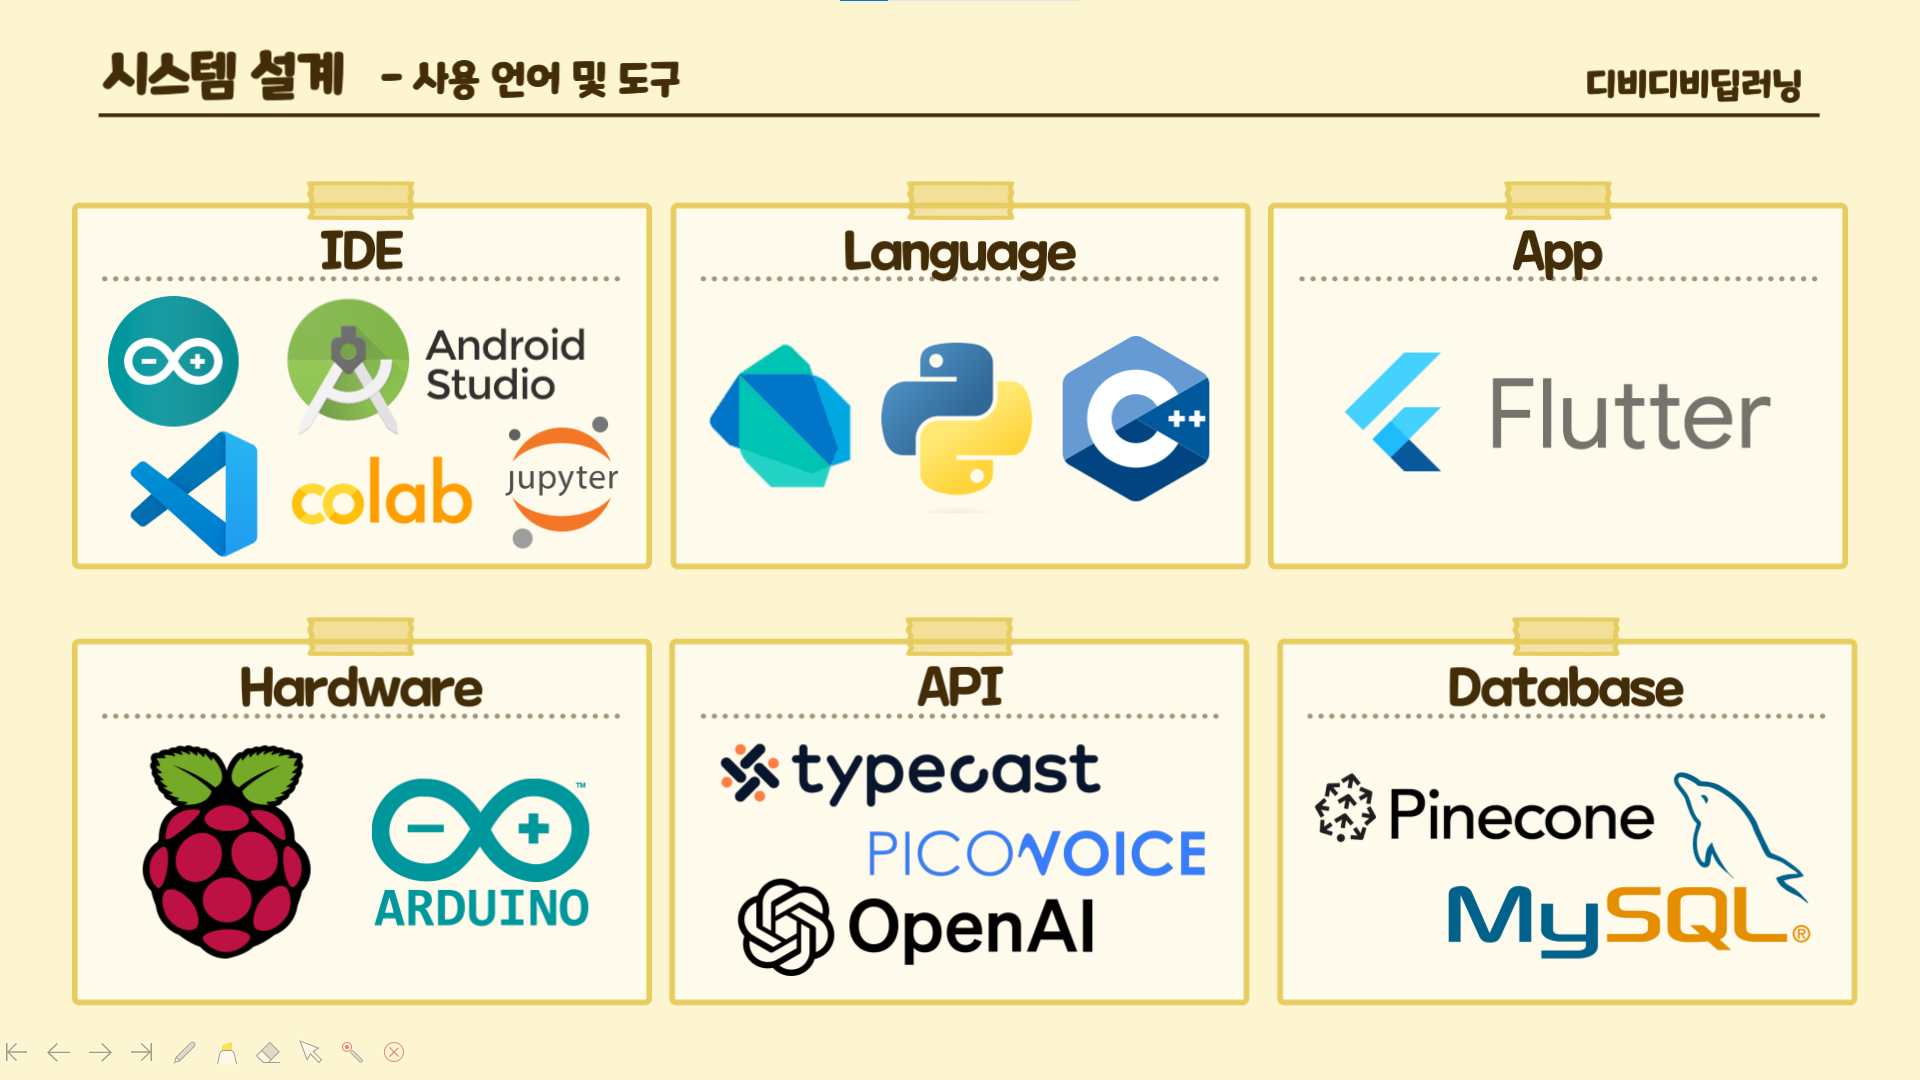 시스템 설계 - 사용 언어 및 도구
디비디비딥러닝
IDE
Android
Studio
colab
jupyter
Language
C++
App
Flutter
Hardware
ARDUINO™
API
typecast
PICOVOICE
OpenAI
Database
Pinecone
MySQL®